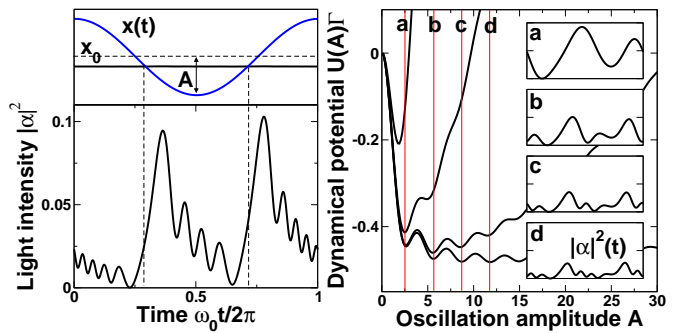 x(t)
x₀
A
Light intensity |α|²
0.1
0.05
0
0
0.5
1
Time ω₀t/2π
Dynamical potential U(A)Γ
0
-0.2
-0.4
a b c d
a
b
c
d
|α|²(t)
0 5 10 15 20 25 30
Oscillation amplitude A